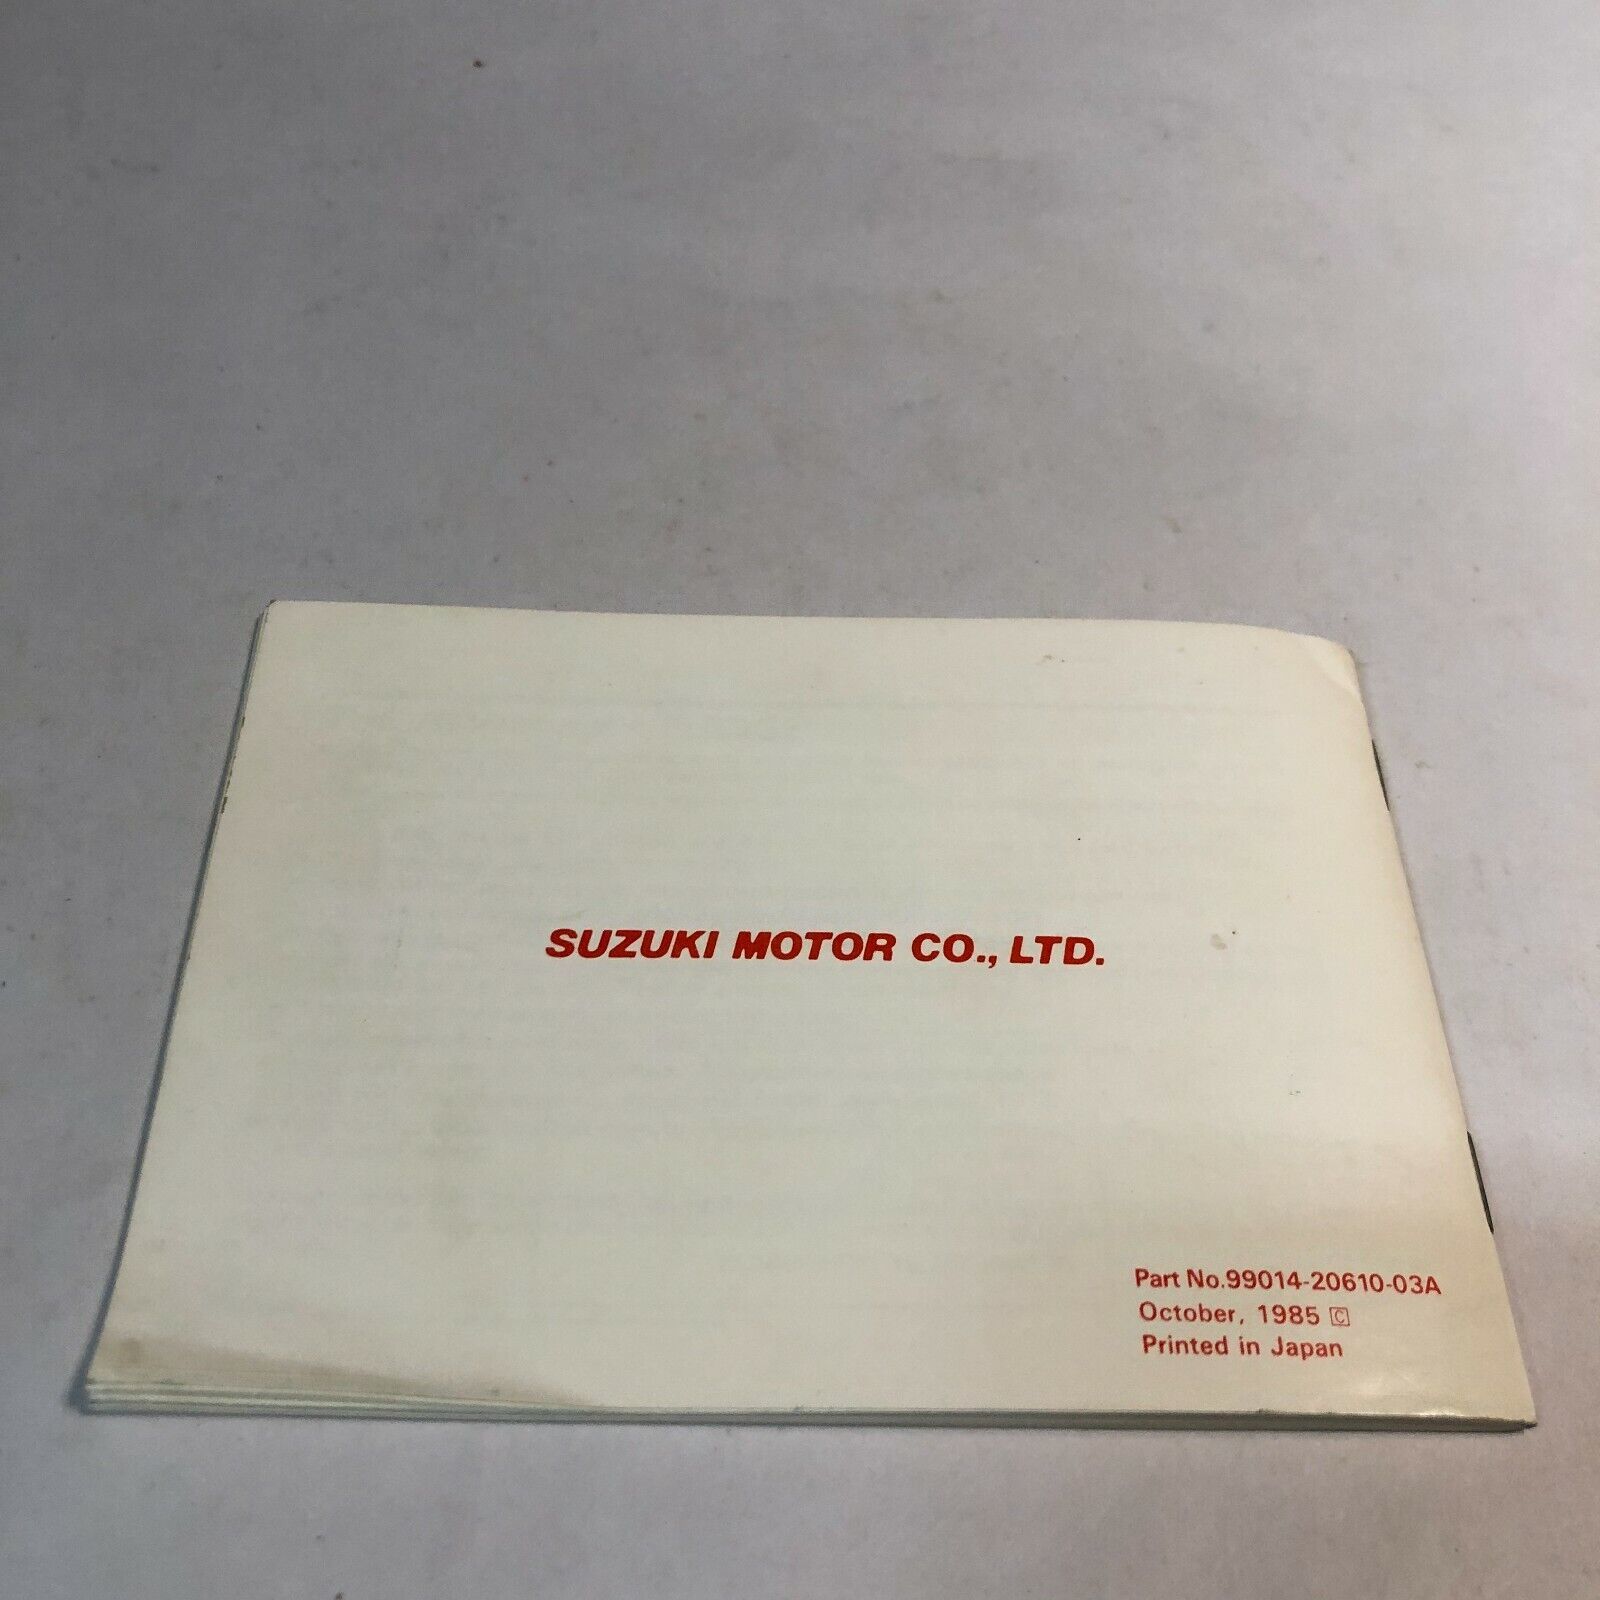 SUZUKI MOTOR CO., LTD.
Part No.99014-20610-03A
October, 1985 🄲
Printed in Japan